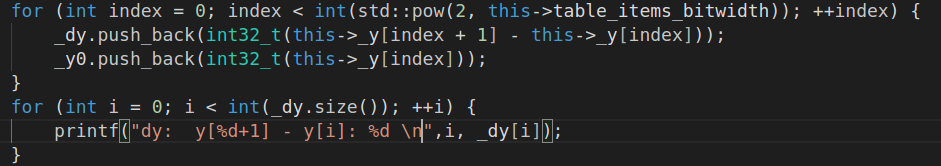 for (int index = 0; index < int(std::pow(2, this->table_items_bitwidth)); ++index) {
    _dy.push_back(int32_t(this->_y[index + 1] - this->_y[index]));
    _y0.push_back(int32_t(this->_y[index]));
}
for (int i = 0; i < int(_dy.size()); ++i) {
    printf("dy:  y[%d+1] - y[i]: %d \n",i, _dy[i]);
}